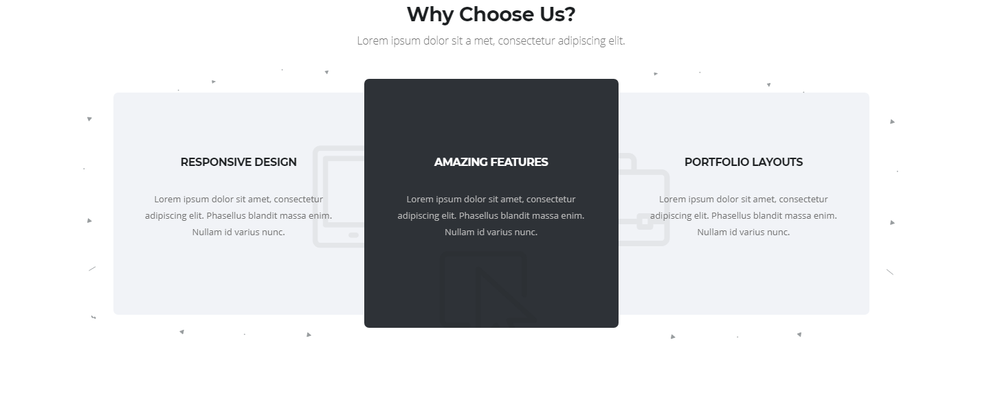 Why Choose Us?
Lorem ipsum dolor sit a met, consectetur adipiscing elit.
RESPONSIVE DESIGN
Lorem ipsum dolor sit amet, consectetur
adipiscing elit. Phasellus blandit massa enim.
Nullam id varius nunc.
AMAZING FEATURES
Lorem ipsum dolor sit amet, consectetur
adipiscing elit. Phasellus blandit massa enim.
Nullam id varius nunc.
PORTFOLIO LAYOUTS
Lorem ipsum dolor sit amet, consectetur
adipiscing elit. Phasellus blandit massa enim.
Nullam id varius nunc.